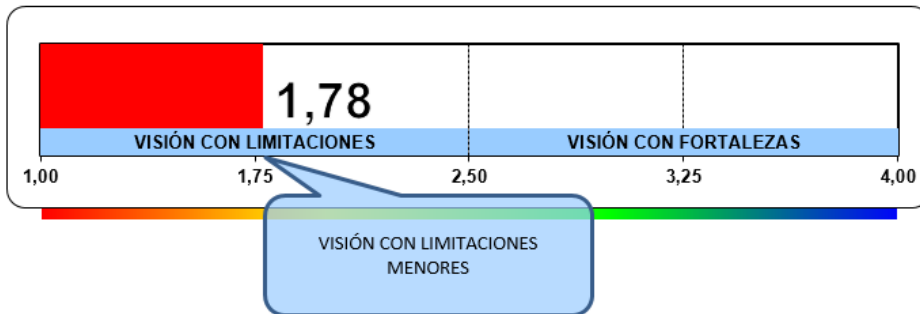 1,78
VISIÓN CON LIMITACIONES VISIÓN CON FORTALEZAS
1,00 1,75 2,50 3,25 4,00
VISIÓN CON LIMITACIONES
MENORES